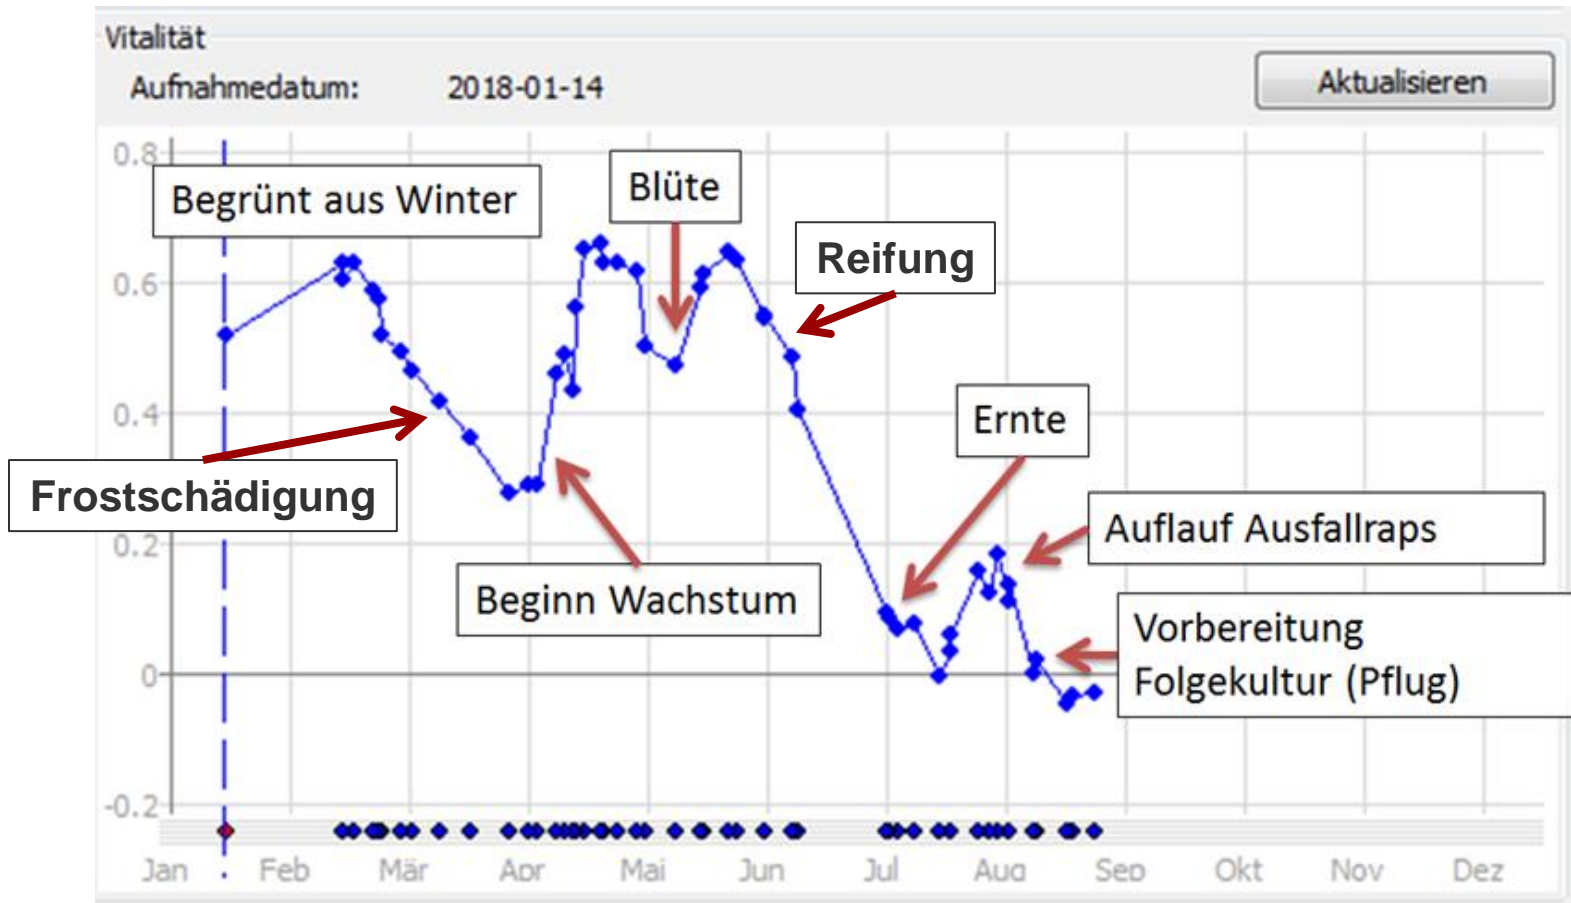 Vitalität
Aufnahmedatum: 2018-01-14
Aktualisieren
0.8
Begrünt aus Winter
Blüte
Reifung
0.6
0.4
Ernte
Frostschädigung
Auflauf Ausfallraps
0.2
Beginn Wachstum
Vorbereitung
Folgekultur (Pflug)
0
-0.2
Jan Feb Mär Apr Mai Jun Jul Aug Sep Okt Nov Dez